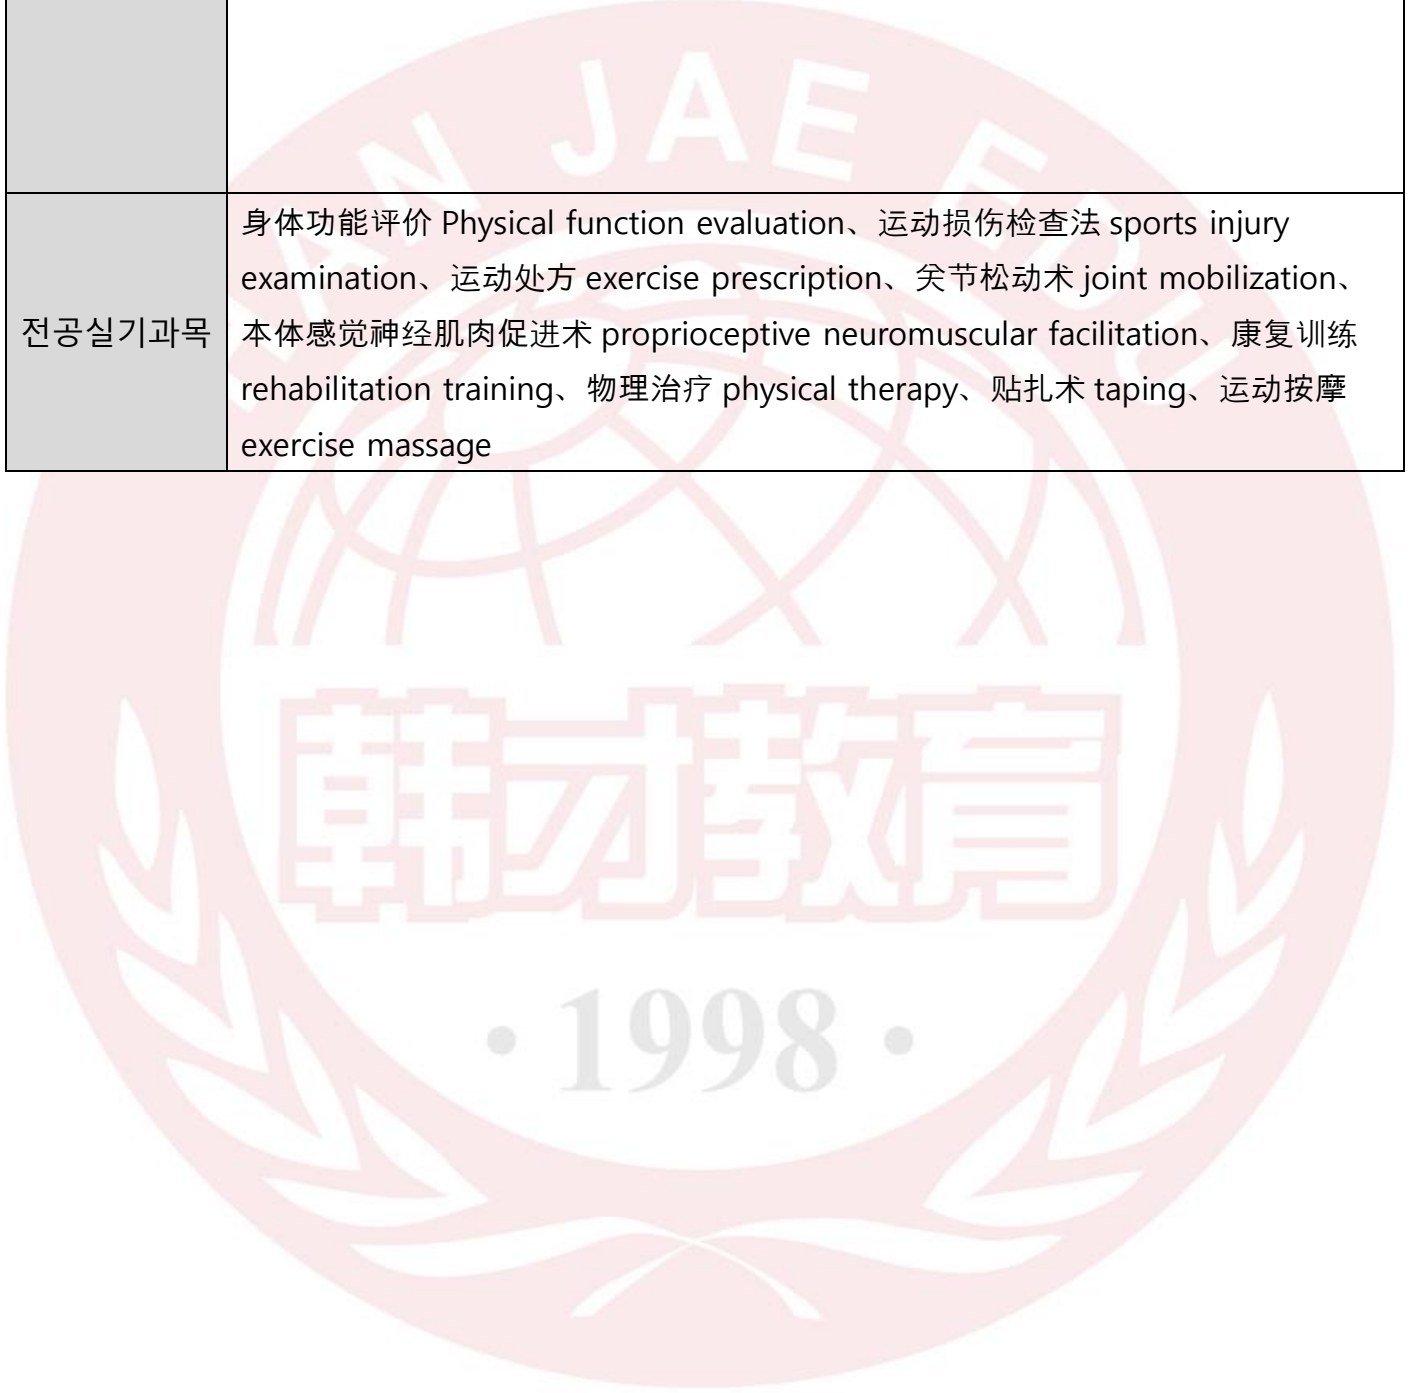 HAN JAE EDU
전공실기과목
身体功能评价 Physical function evaluation、运动损伤检查法 sports injury
examination、运动处方 exercise prescription、关节松动术 joint mobilization、
本体感觉神经肌肉促进术 proprioceptive neuromuscular facilitation、康复训练
rehabilitation training、物理治疗 physical therapy、贴扎术 taping、运动按摩
exercise massage
韩才教育
·1998·